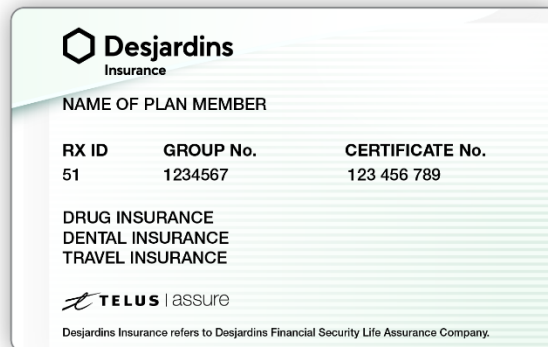 Desjardins
Insurance
NAME OF PLAN MEMBER
RX ID GROUP No. CERTIFICATE No.
51 1234567 123 456 789
DRUG INSURANCE
DENTAL INSURANCE
TRAVEL INSURANCE
TELUS | assure
Desjardins Insurance refers to Desjardins Financial Security Life Assurance Company.